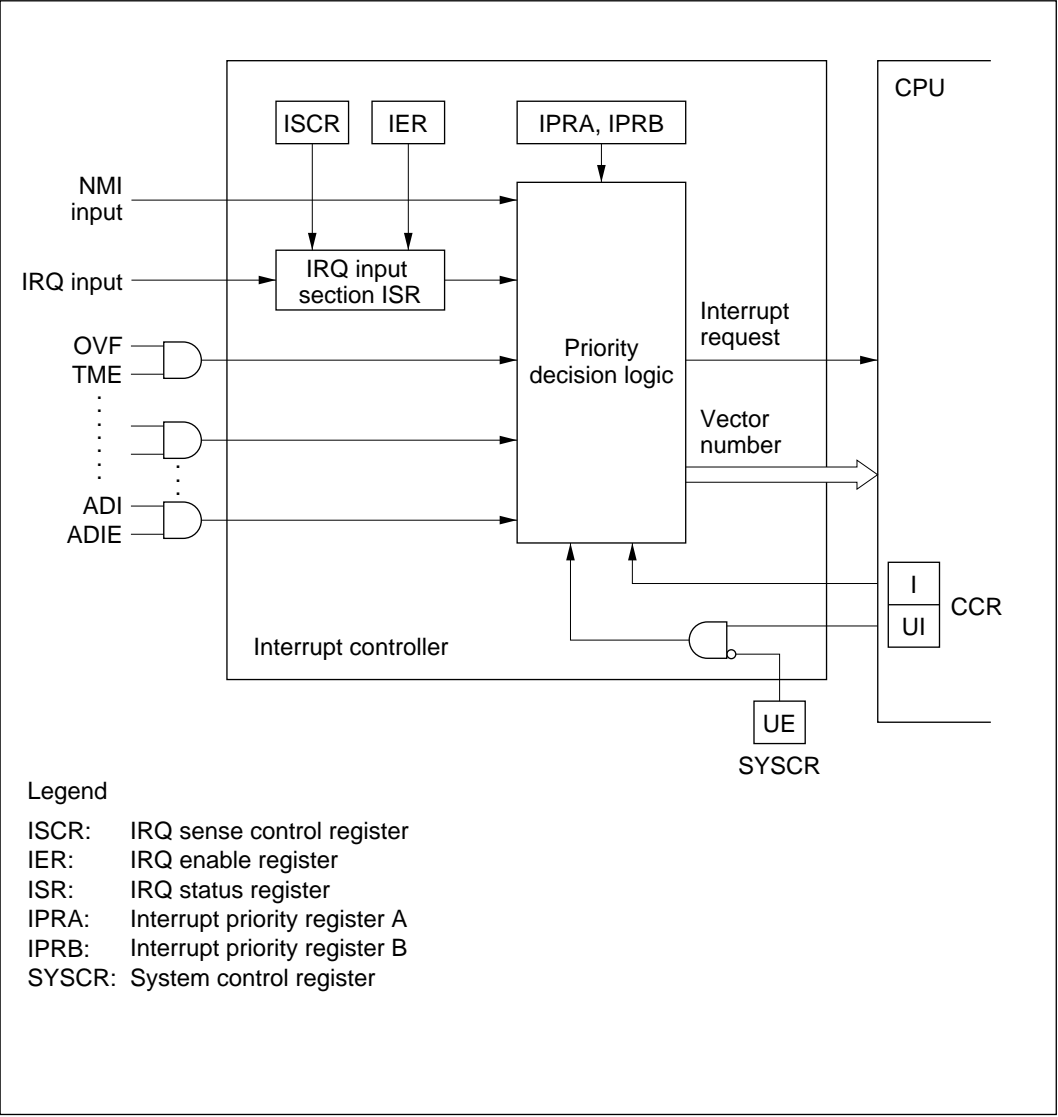 CPU
ISCR
IER
IPRA, IPRB
NMI
input
IRQ input
IRQ input
section ISR
OVF
TME
Priority
decision logic
Interrupt
request
Vector
number
ADI
ADIE
I
UI
CCR
Interrupt controller
UE
SYSCR
Legend
ISCR: IRQ sense control register
IER: IRQ enable register
ISR: IRQ status register
IPRA: Interrupt priority register A
IPRB: Interrupt priority register B
SYSCR: System control register